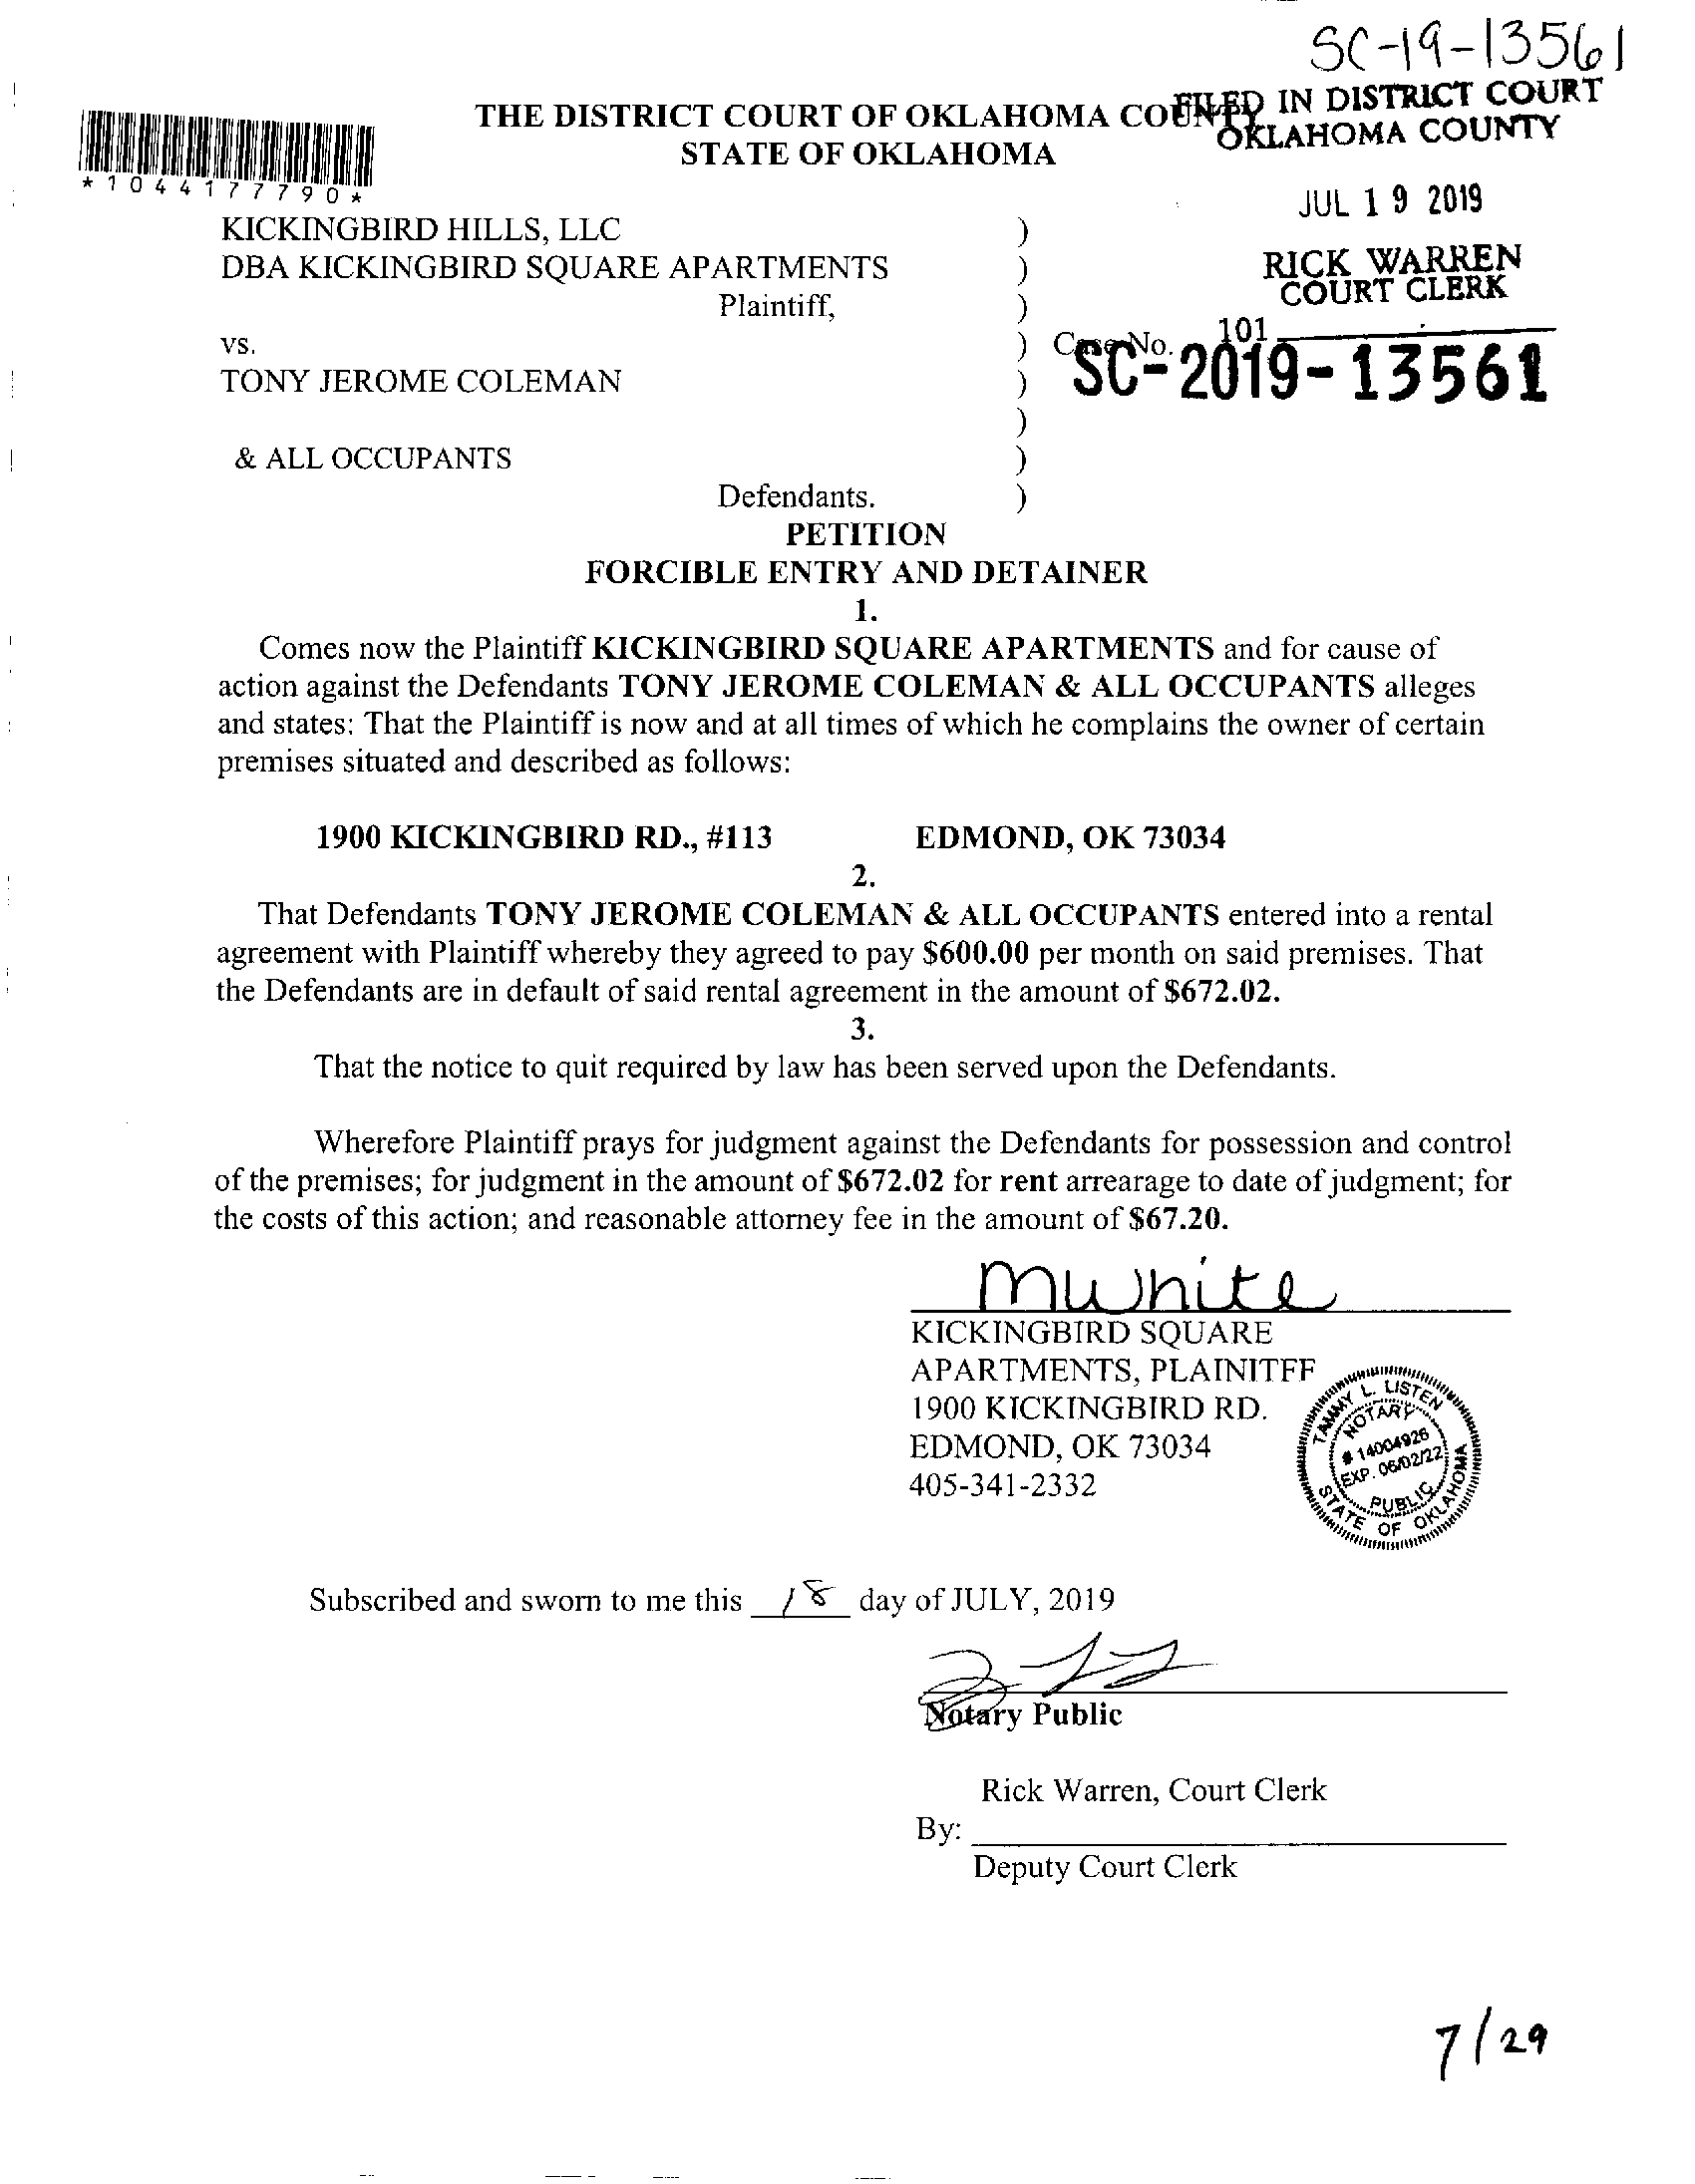 SC-19-13561
THE DISTRICT COURT OF OKLAHOMA COUNTY
STATE OF OKLAHOMA
FILED IN DISTRICT COURT
OKLAHOMA COUNTY
*1044177790*
JUL 19 2019
RICK WARREN
COURT CLERK
101
KICKINGBIRD HILLS, LLC )
DBA KICKINGBIRD SQUARE APARTMENTS )
Plaintiff, )
vs. ) Case No. SC-2019-13561
TONY JEROME COLEMAN )
)
& ALL OCCUPANTS )
Defendants. )
PETITION
FORCIBLE ENTRY AND DETAINER
1.
Comes now the Plaintiff KICKINGBIRD SQUARE APARTMENTS and for cause of
action against the Defendants TONY JEROME COLEMAN & ALL OCCUPANTS alleges
and states: That the Plaintiff is now and at all times of which he complains the owner of certain
premises situated and described as follows:
1900 KICKINGBIRD RD., #113 EDMOND, OK 73034
2.
That Defendants TONY JEROME COLEMAN & ALL OCCUPANTS entered into a rental
agreement with Plaintiff whereby they agreed to pay $600.00 per month on said premises. That
the Defendants are in default of said rental agreement in the amount of $672.02.
3.
That the notice to quit required by law has been served upon the Defendants.
Wherefore Plaintiff prays for judgment against the Defendants for possession and control
of the premises; for judgment in the amount of $672.02 for rent arrearage to date of judgment; for
the costs of this action; and reasonable attorney fee in the amount of $67.20.
MWhite
KICKINGBIRD SQUARE
APARTMENTS, PLAINITFF
1900 KICKINGBIRD RD.
EDMOND, OK 73034
405-341-2332
TAMMY L. LISTEN
NOTARY
# 14004926
EXP. 06/02/22
PUBLIC
STATE OF OKLAHOMA
Subscribed and sworn to me this 18 day of JULY, 2019
Notary Public
Rick Warren, Court Clerk
By:
Deputy Court Clerk
7/29